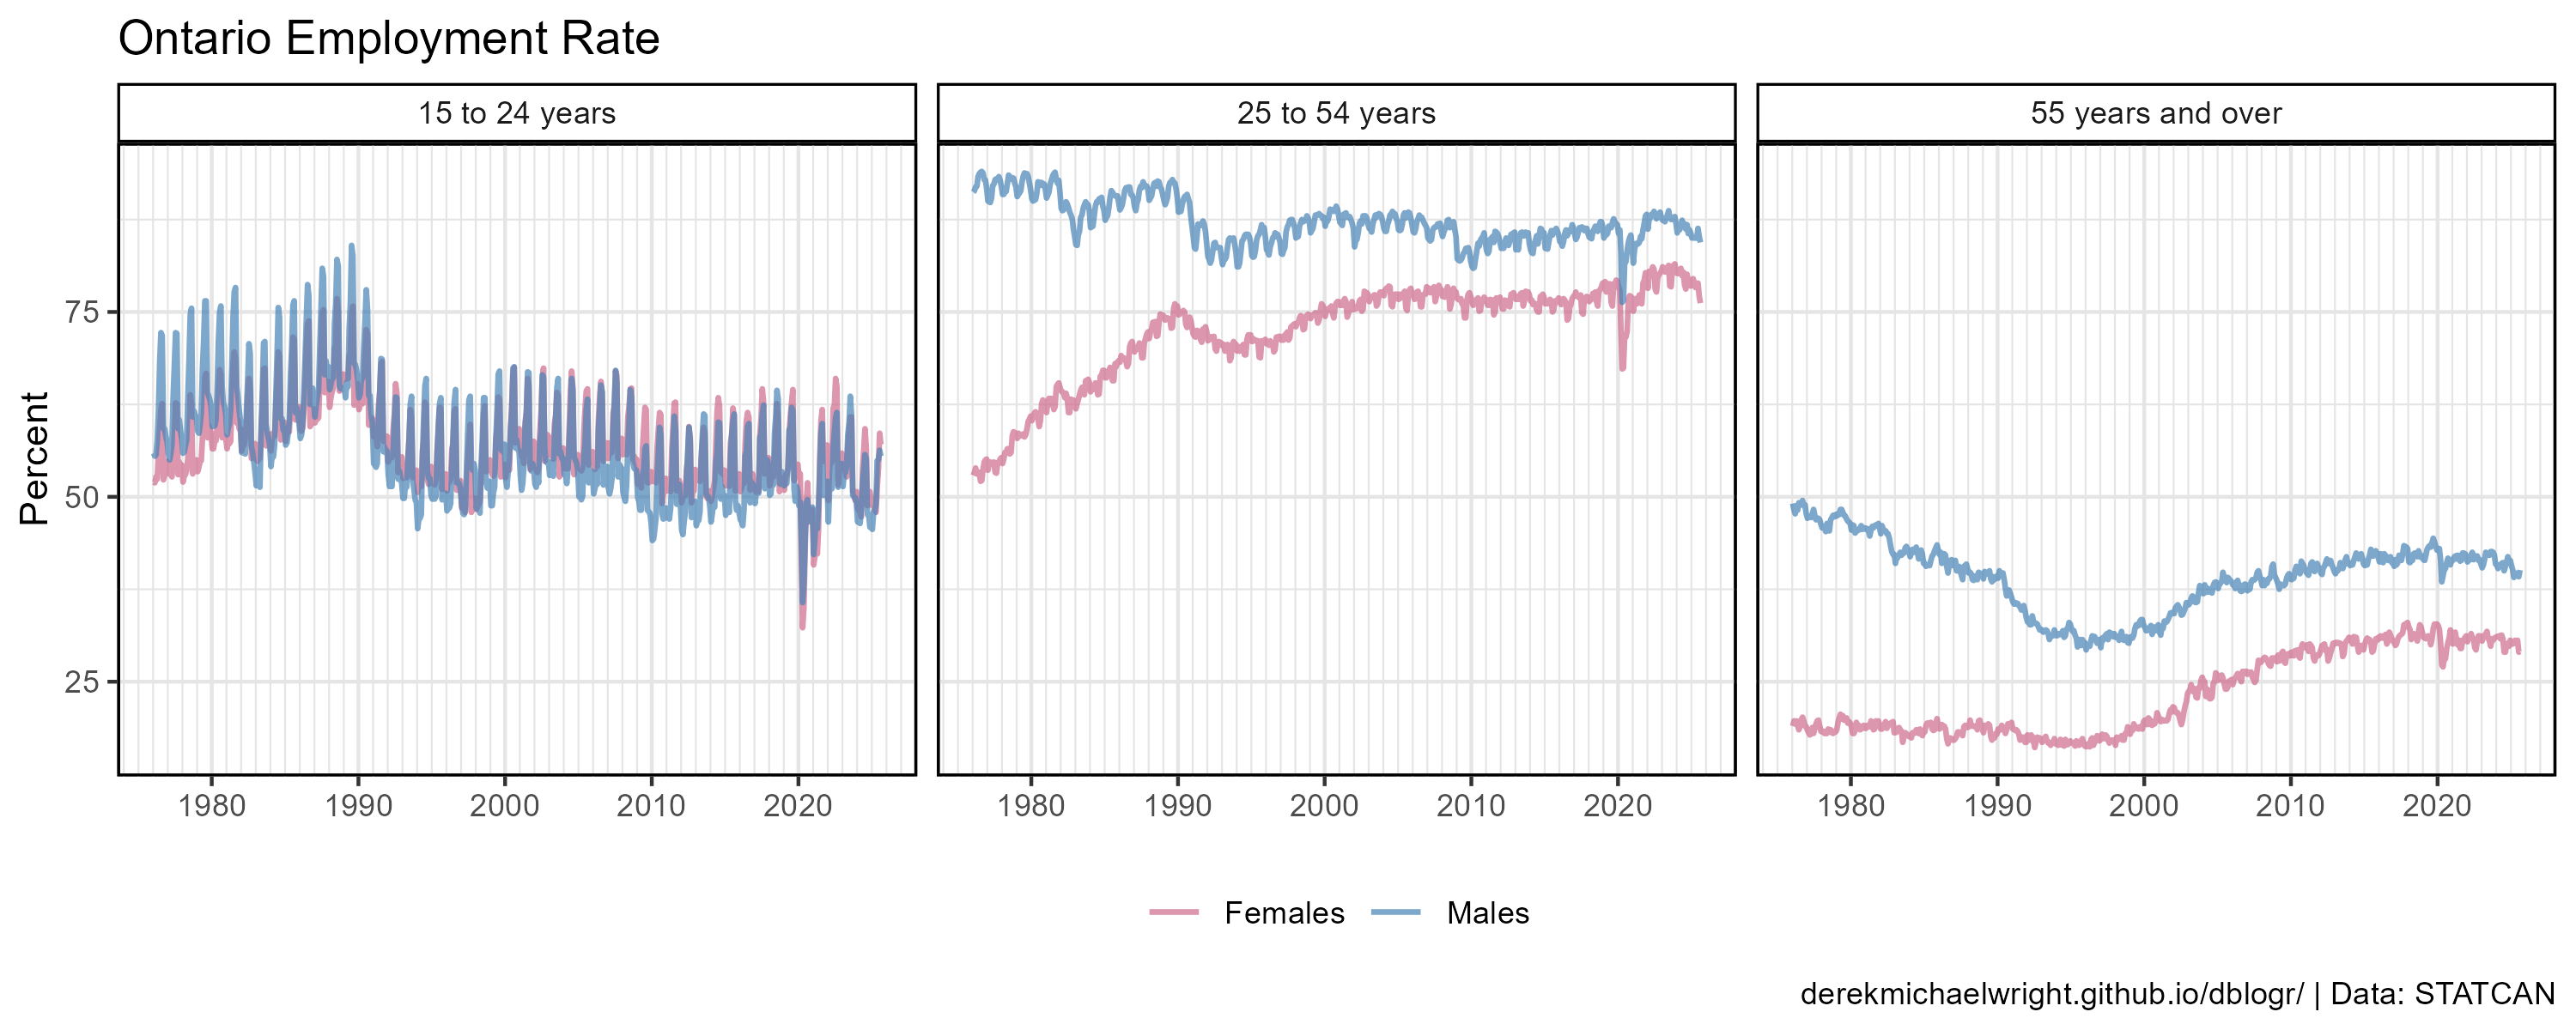 Ontario Employment Rate
15 to 24 years
25 to 54 years
55 years and over
Percent
75
50
25
1980 1990 2000 2010 2020
1980 1990 2000 2010 2020
1980 1990 2000 2010 2020
Females Males
derekmichaelwright.github.io/dblogr/ | Data: STATCAN